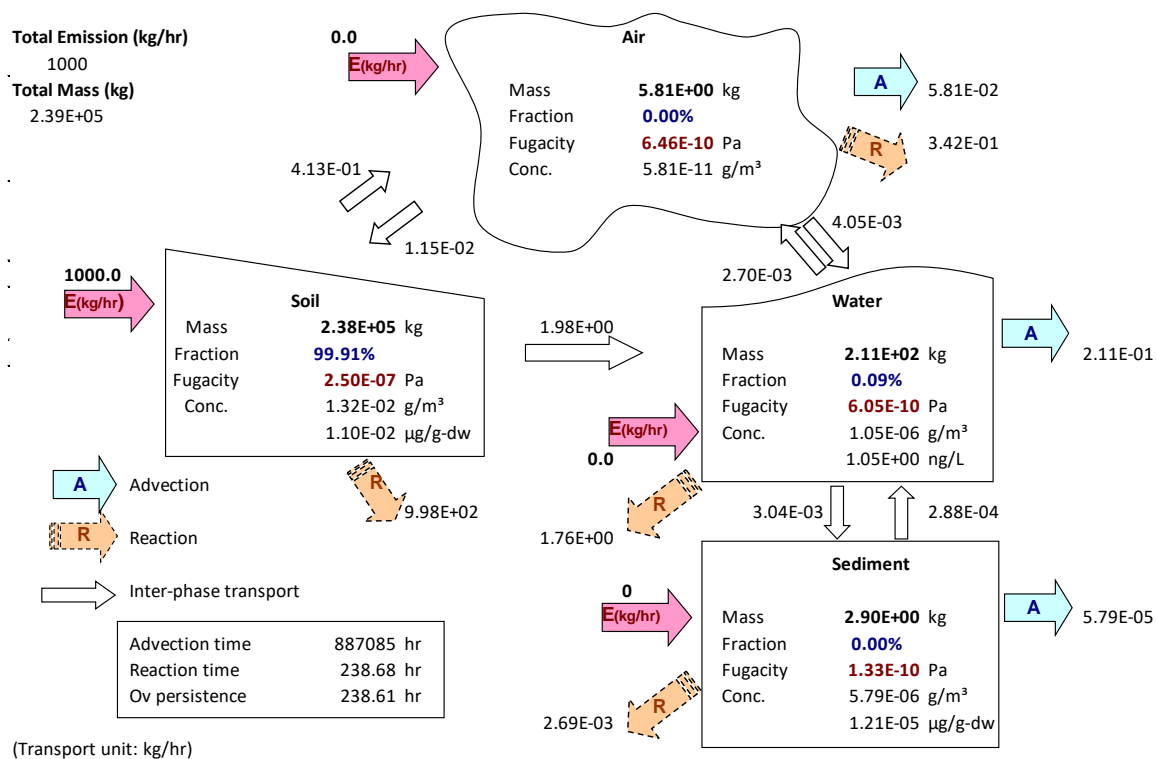 Total Emission (kg/hr)
1000
Total Mass (kg)
2.39E+05
0.0
E(kg/hr)
Air
Mass 5.81E+00 kg
Fraction 0.00%
Fugacity 6.46E-10 Pa
Conc. 5.81E-11 g/m³
A 5.81E-02
R 3.42E-01
4.13E-01
1.15E-02
4.05E-03
2.70E-03
1000.0
E(kg/hr)
Soil
Mass 2.38E+05 kg
Fraction 99.91%
Fugacity 2.50E-07 Pa
Conc. 1.32E-02 g/m³
1.10E-02 µg/g-dw
1.98E+00
R 9.98E+02
Water
Mass 2.11E+02 kg
Fraction 0.09%
Fugacity 6.05E-10 Pa
Conc. 1.05E-06 g/m³
1.05E+00 ng/L
A 2.11E-01
E(kg/hr)
0.0
R
1.76E+00
3.04E-03
2.88E-04
A Advection
R Reaction
Inter-phase transport
Advection time 887085 hr
Reaction time 238.68 hr
Ov persistence 238.61 hr
Sediment
0
E(kg/hr)
Mass 2.90E+00 kg
Fraction 0.00%
Fugacity 1.33E-10 Pa
Conc. 5.79E-06 g/m³
1.21E-05 µg/g-dw
A 5.79E-05
R
2.69E-03
(Transport unit: kg/hr)